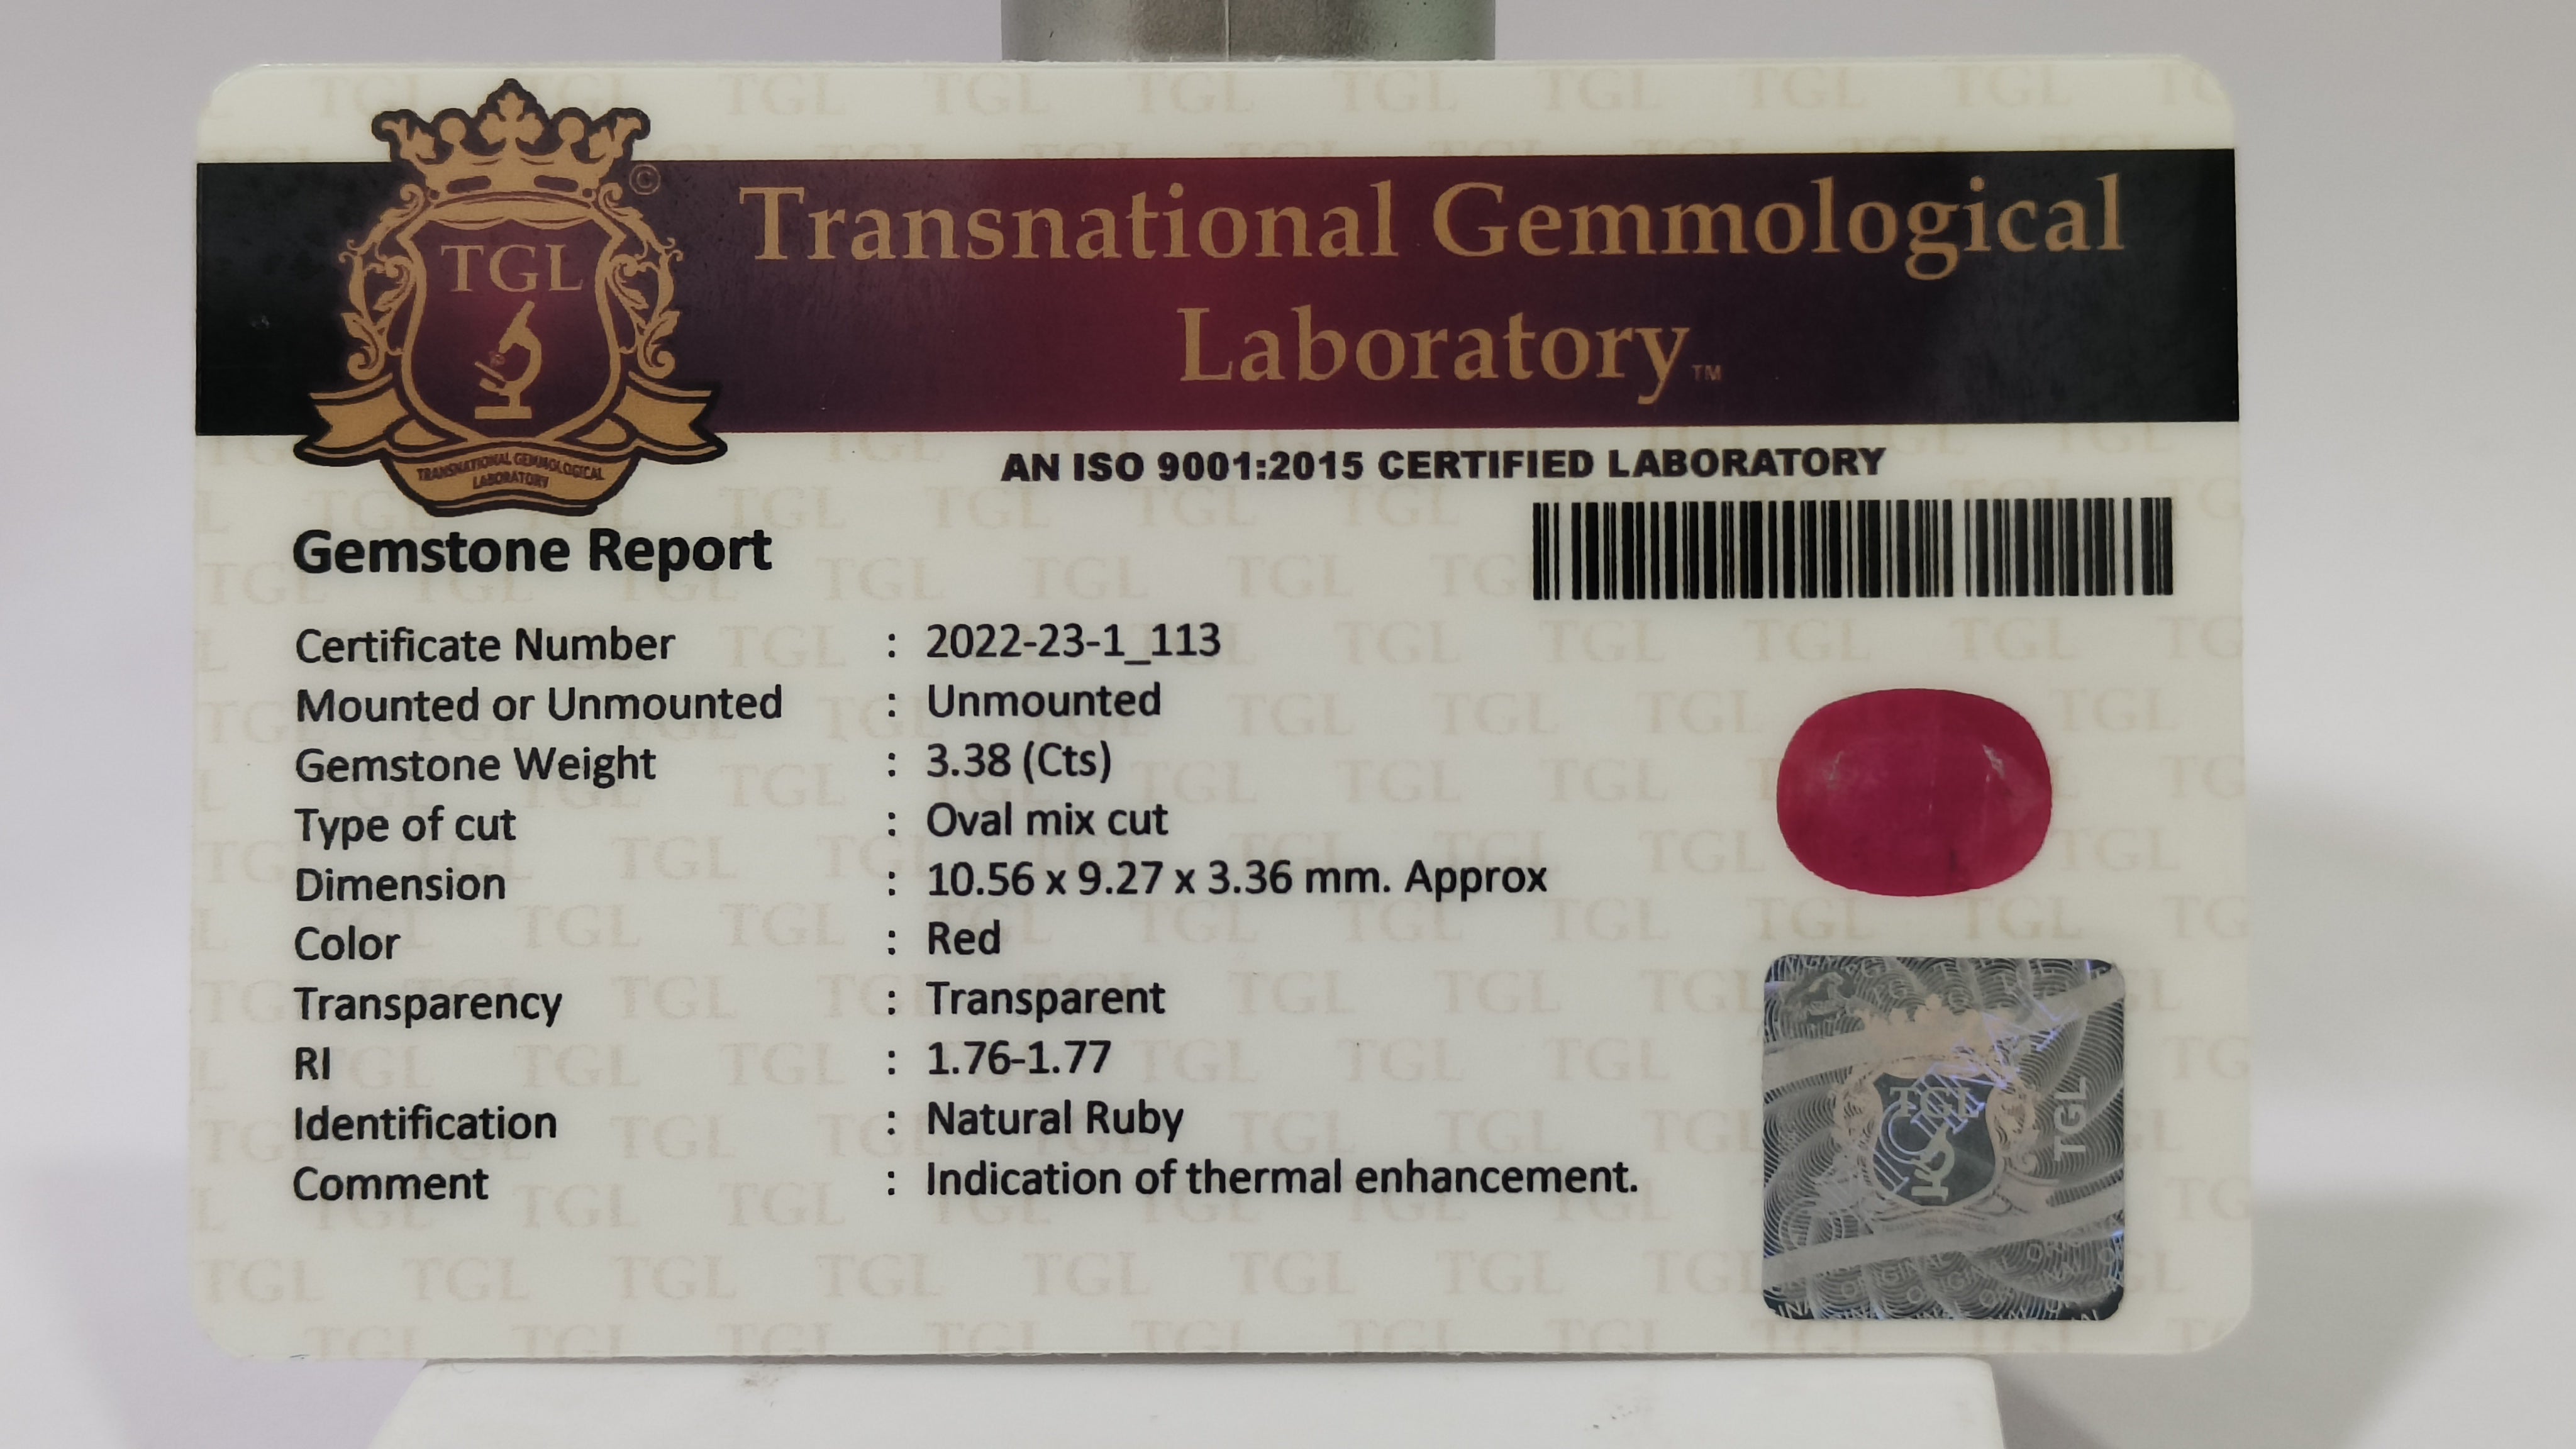 Transnational Gemmological
Laboratory™
©
TGL
TRANSNATIONAL GEMMOLOGICAL
LABORATORY
AN ISO 9001:2015 CERTIFIED LABORATORY
Gemstone Report
Certificate Number : 2022-23-1_113
Mounted or Unmounted : Unmounted
Gemstone Weight : 3.38 (Cts)
Type of cut : Oval mix cut
Dimension : 10.56 x 9.27 x 3.36 mm. Approx
Color : Red
Transparency : Transparent
RI : 1.76-1.77
Identification : Natural Ruby
Comment : Indication of thermal enhancement.
TGL
ORIGINAL
TGL